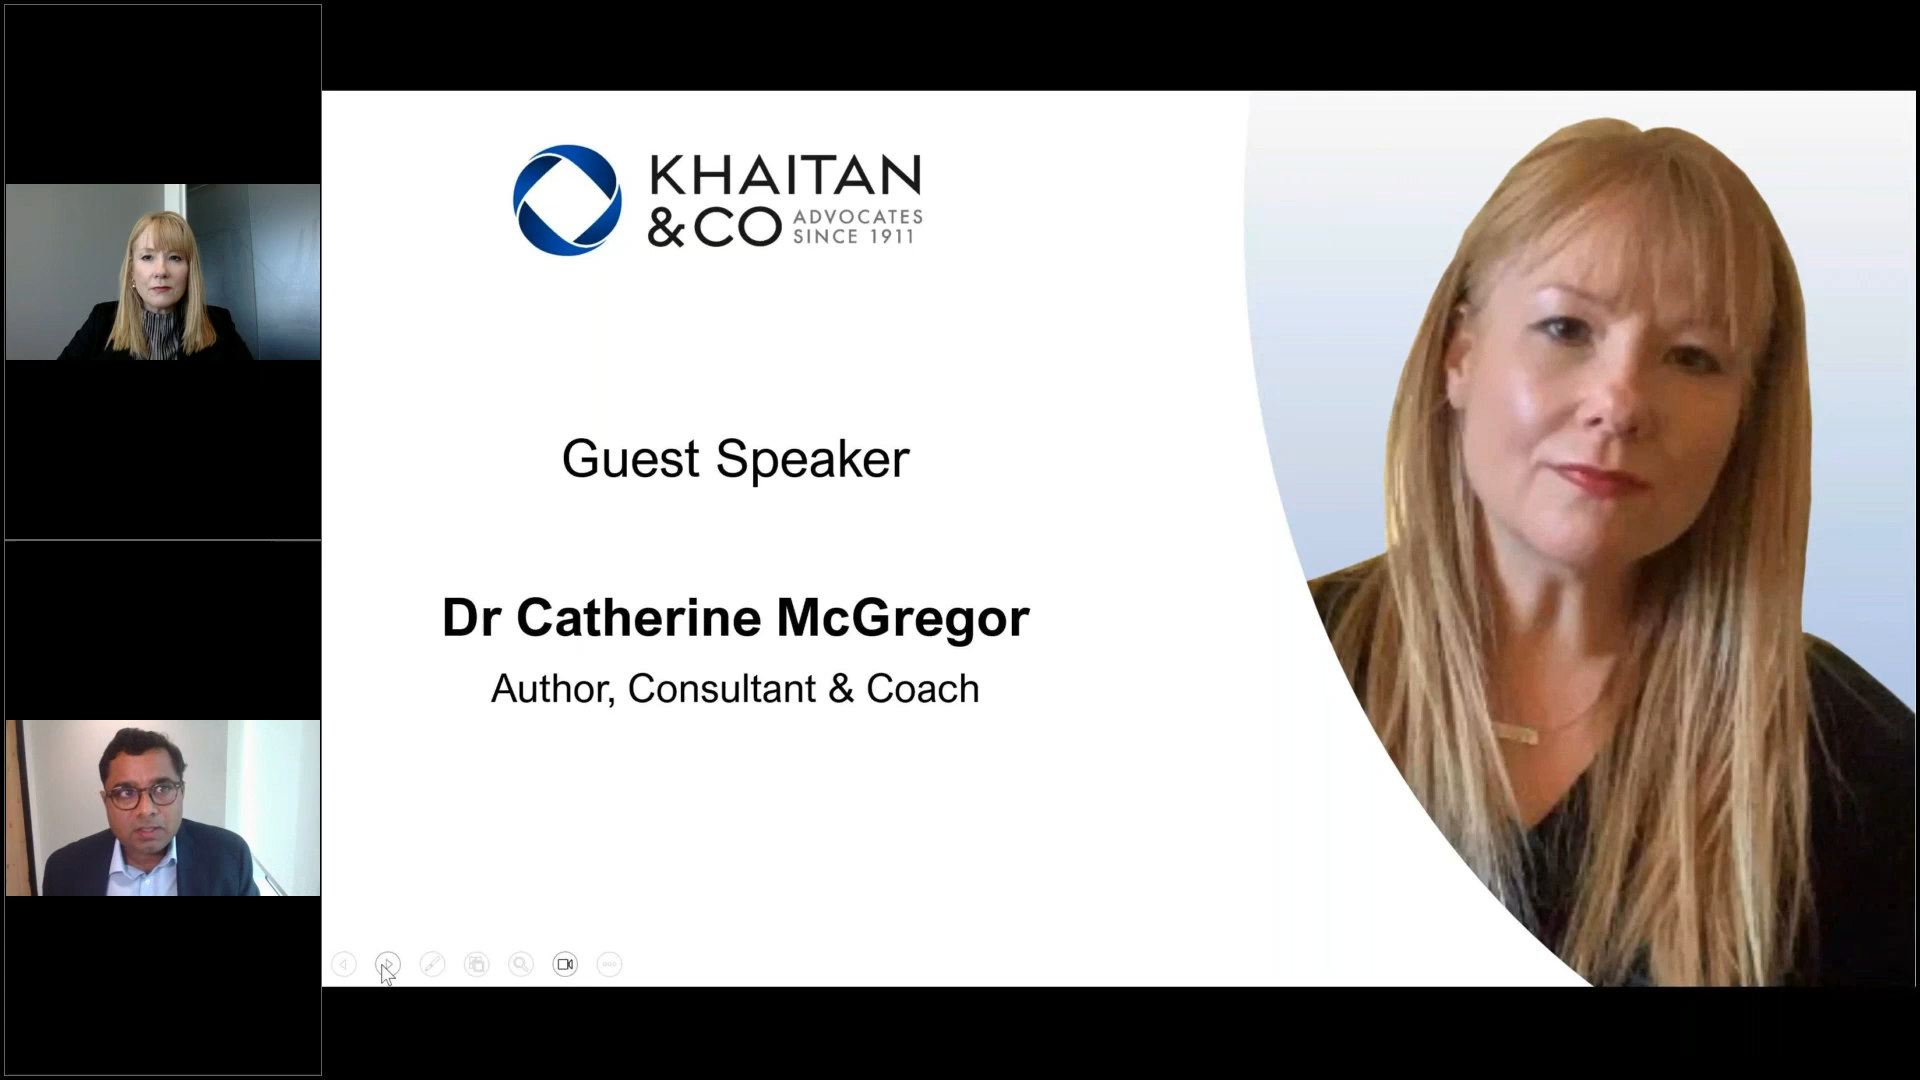 KHAITAN
&CO ADVOCATES
SINCE 1911
Guest Speaker
Dr Catherine McGregor
Author, Consultant & Coach